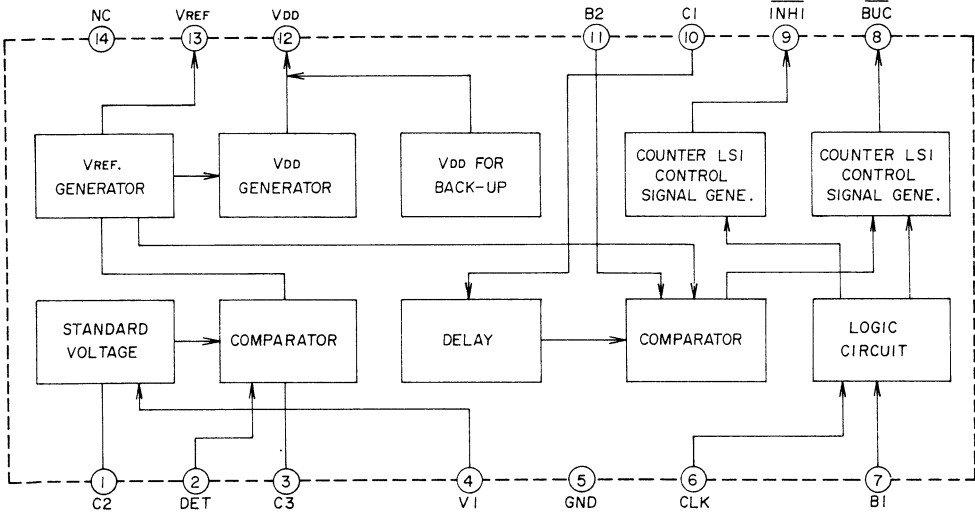 NC VREF VDD B2 C1 INH1 BUC
14 13 12 11 10 9 8
VREF. GENERATOR
VDD GENERATOR
VDD FOR BACK-UP
COUNTER LSI CONTROL SIGNAL GENE.
COUNTER LSI CONTROL SIGNAL GENE.
STANDARD VOLTAGE
COMPARATOR
DELAY
COMPARATOR
LOGIC CIRCUIT
1 2 3 4 5 6 7
C2 DET C3 V1 GND CLK B1